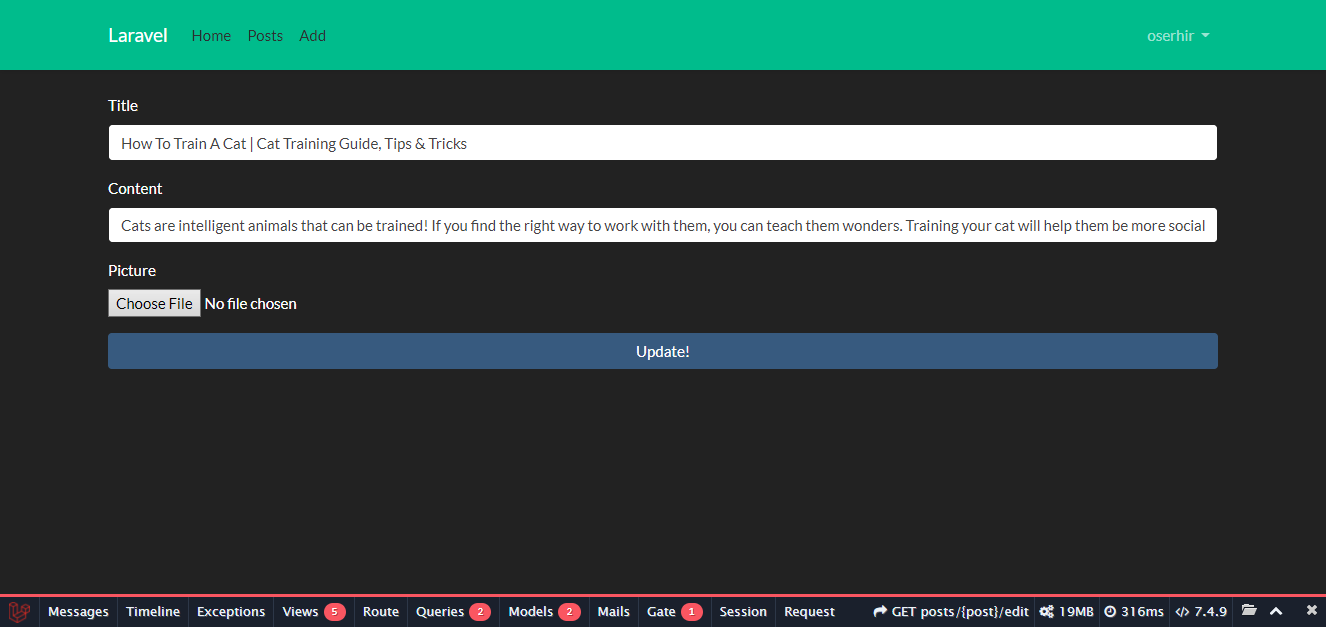 Laravel Home Posts Add oserhir
Title
How To Train A Cat | Cat Training Guide, Tips & Tricks
Content
Cats are intelligent animals that can be trained! If you find the right way to work with them, you can teach them wonders. Training your cat will help them be more social
Picture
Choose File No file chosen
Update!
Messages Timeline Exceptions Views 5 Route Queries 2 Models 2 Mails Gate 1 Session Request GET posts/{post}/edit 19MB 316ms </> 7.4.9